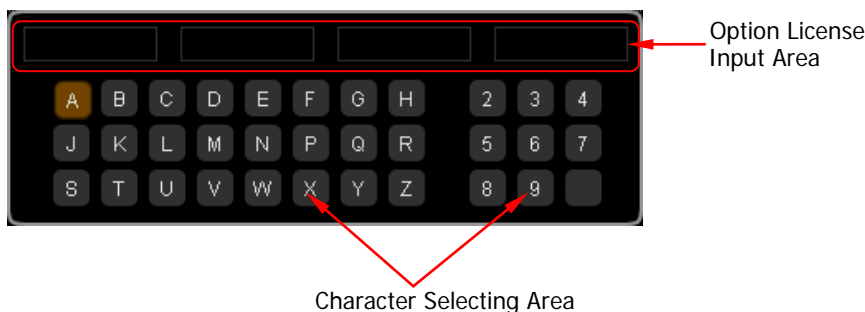 Option License
Input Area
A B C D E F G H 2 3 4
J K L M N P Q R 5 6 7
S T U V W X Y Z 8 9
Character Selecting Area